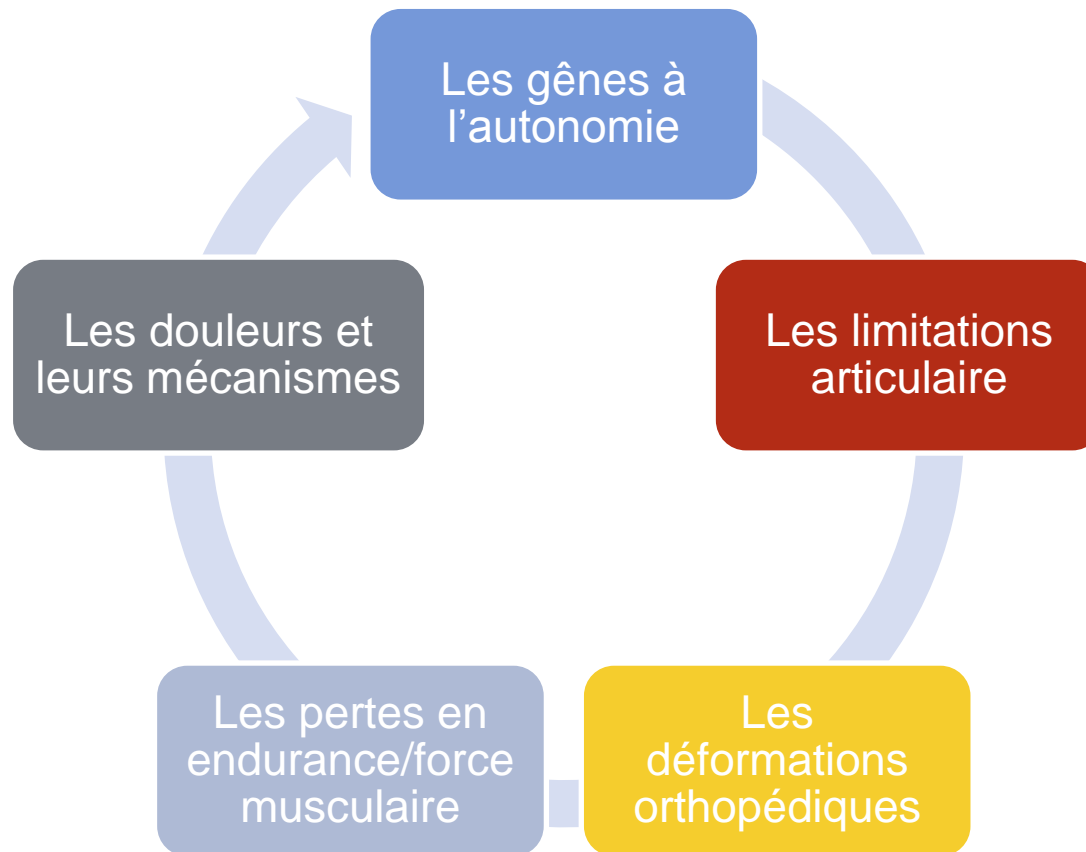 Les gênes à
l’autonomie
Les limitations
articulaire
Les
déformations
orthopédiques
Les pertes en
endurance/force
musculaire
Les douleurs et
leurs mécanismes